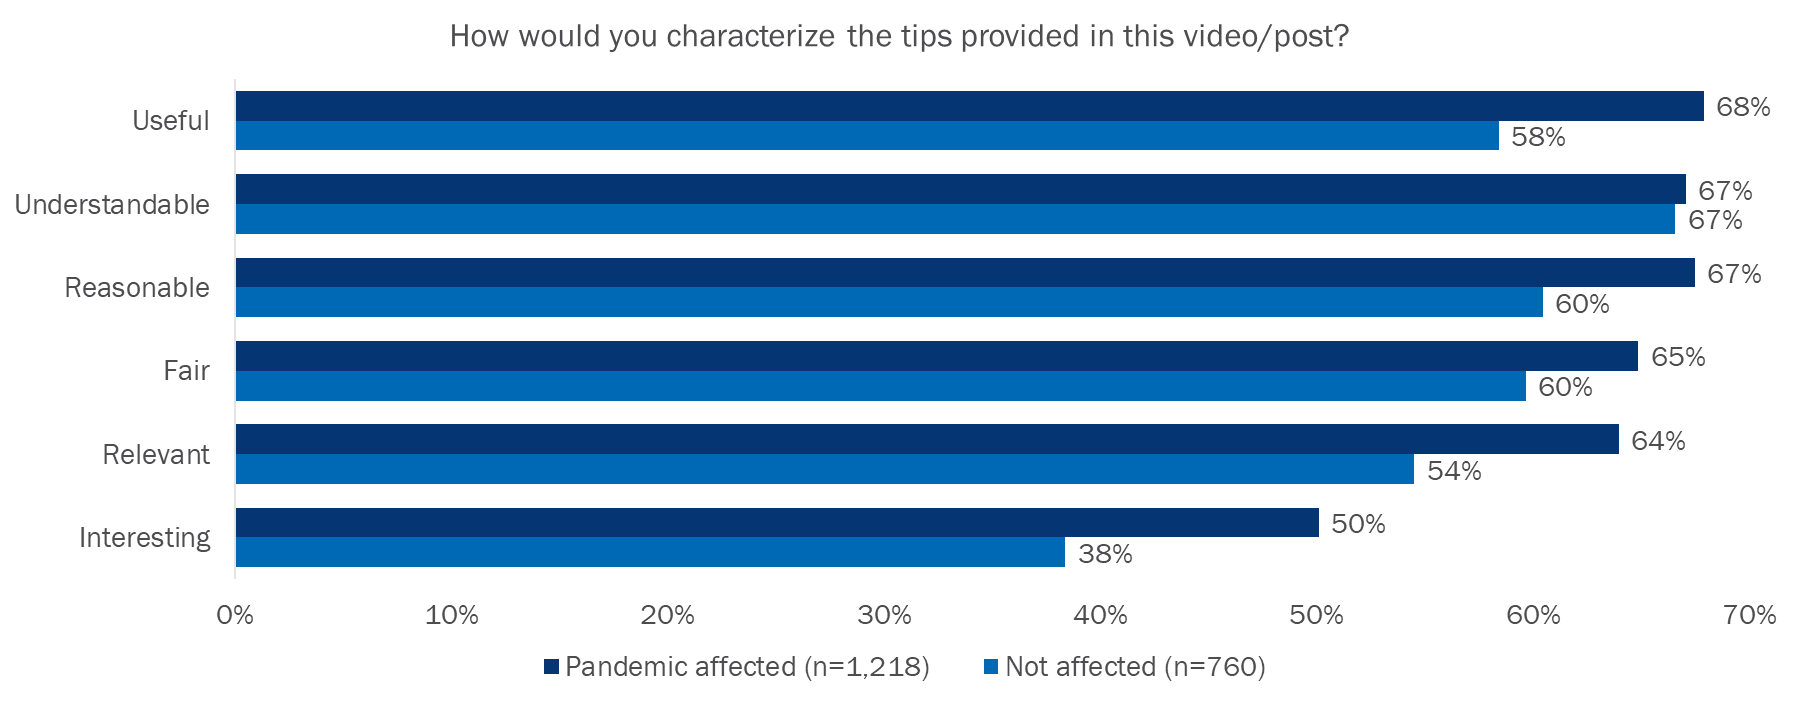 How would you characterize the tips provided in this video/post?
Useful
68%
58%
Understandable
67%
67%
Reasonable
67%
60%
Fair
65%
60%
Relevant
64%
54%
Interesting
50%
38%
0% 10% 20% 30% 40% 50% 60% 70%
Pandemic affected (n=1,218) Not affected (n=760)